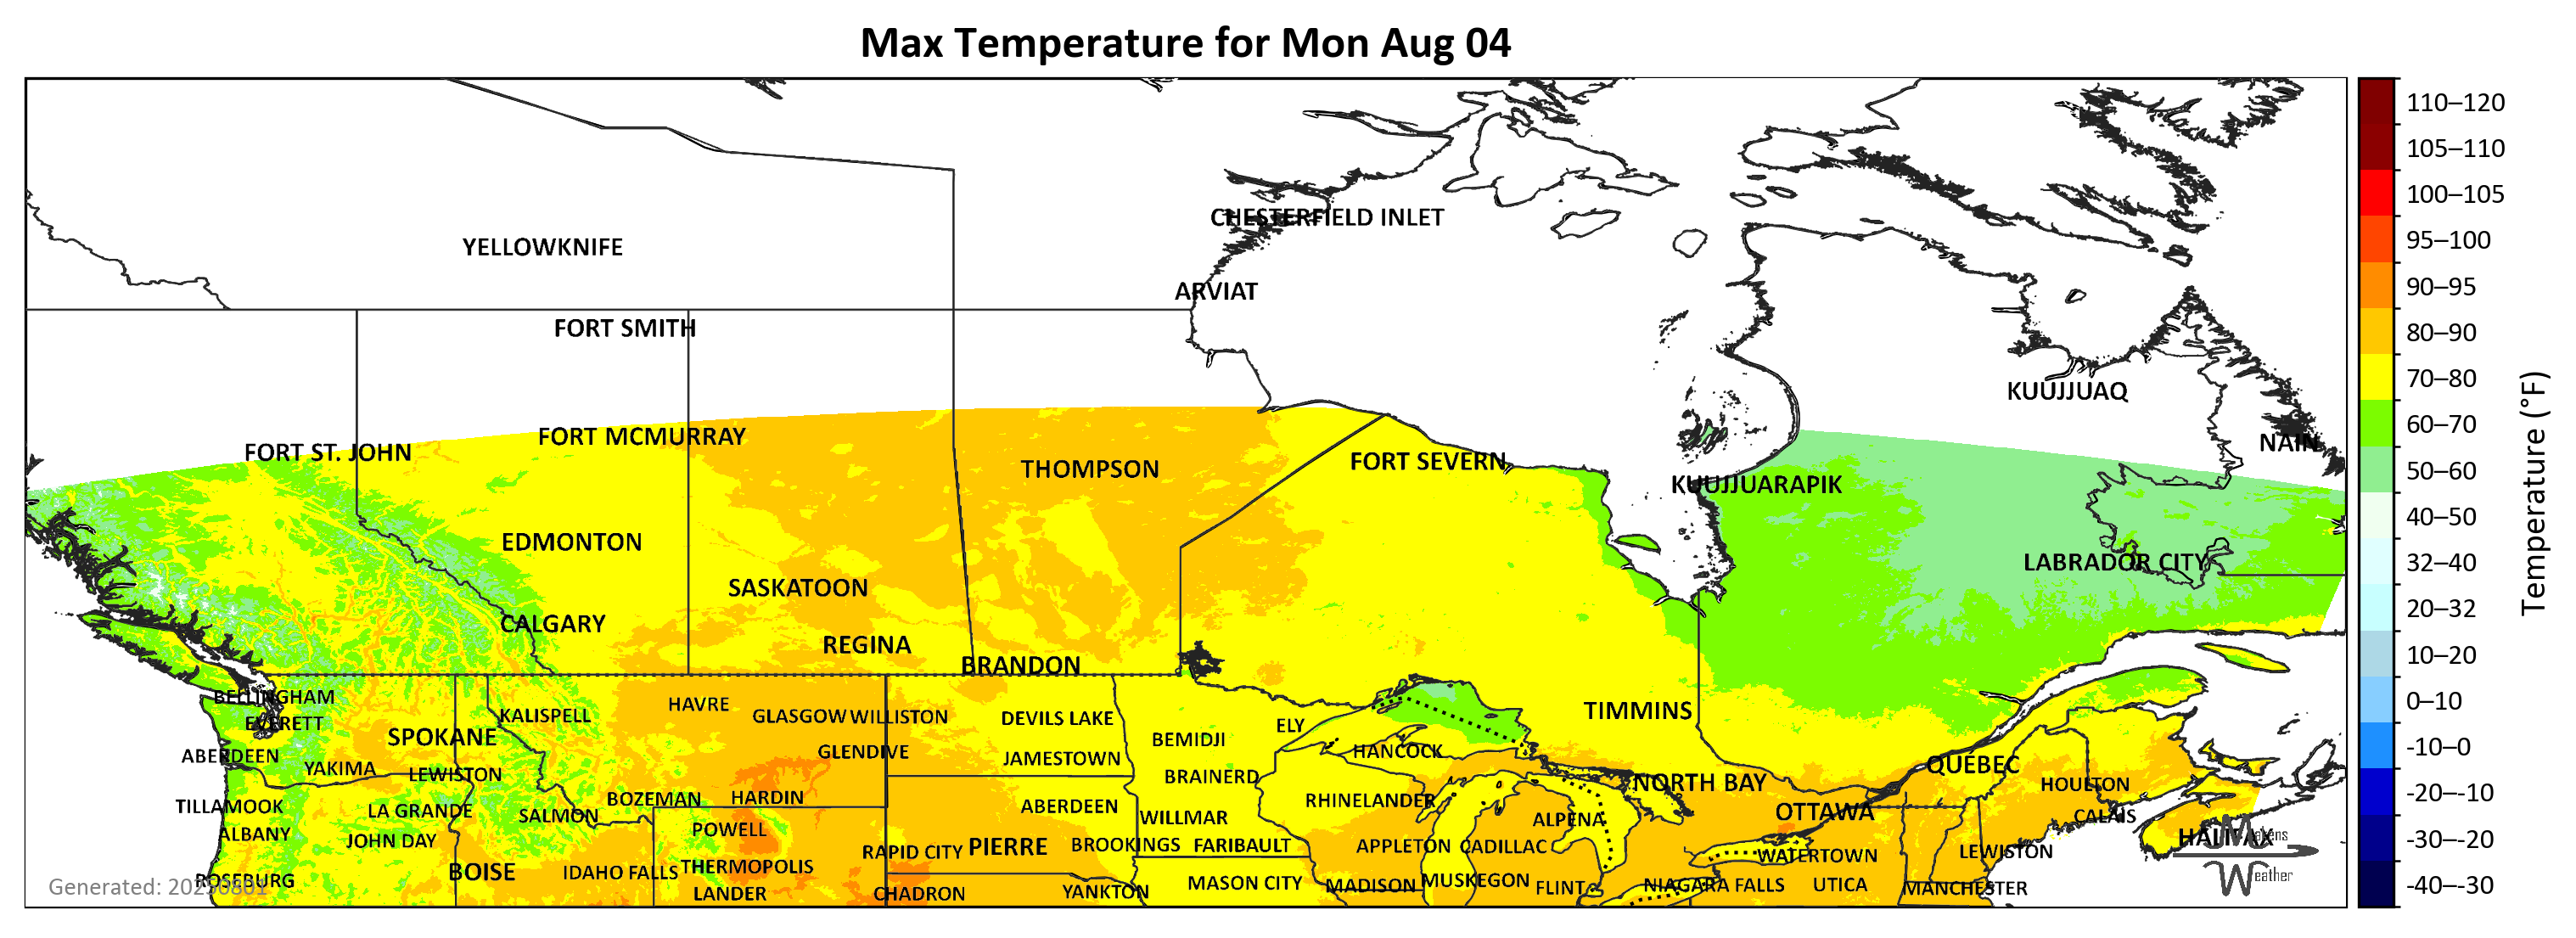 Max Temperature for Mon Aug 04
110–120
105–110
100–105
95–100
90–95
80–90
70–80
60–70
50–60
40–50
32–40
20–32
10–20
0–10
-10–0
-20–-10
-30–-20
-40–-30
Temperature (°F)
CHESTERFIELD INLET
YELLOWKNIFE
ARVIAT
FORT SMITH
KUUJJUAQ
FORT MCMURRAY
NAIN
FORT ST. JOHN
FORT SEVERN
THOMPSON
KUUJJUARAPIK
EDMONTON
LABRADOR CITY
SASKATOON
CALGARY
REGINA
BRANDON
BELLINGHAM
HAVRE
TIMMINS
KALISPELL
GLASGOW
WILLISTON
DEVILS LAKE
EVERETT
ELY
SPOKANE
BEMIDJI
GLENDIVE
HANCOCK
ABERDEEN
JAMESTOWN
QUÉBEC
YAKIMA
LEWISTON
BRAINERD
NORTH BAY
HOULTON
BOZEMAN
HARDIN
RHINELANDER
TILLAMOOK
ABERDEEN
LA GRANDE
SALMON
WILLMAR
OTTAWA
CALAIS
ALPENA
POWELL
ALBANY
HALIFAX
Makens
JOHN DAY
PIERRE
BROOKINGS
FARIBAULT
APPLETON
CADILLAC
RAPID CITY
WATERTOWN
LEWISTON
THERMOPOLIS
BOISE
IDAHO FALLS
Weather
ROSEBURG
MUSKEGON
MASON CITY
MADISON
NIAGARA FALLS
UTICA
Generated: 20250801
FLINT
MANCHESTER
LANDER
CHADRON
YANKTON